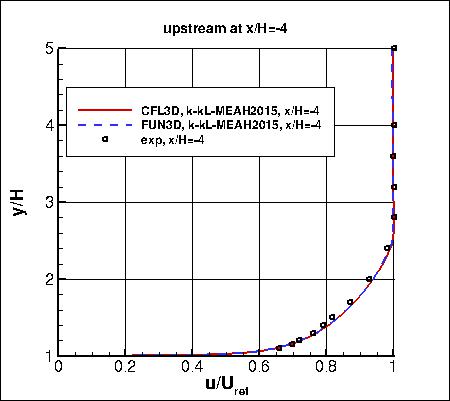 upstream at x/H=-4
5
CFL3D, k-kL-MEAH2015, x/H=-4
FUN3D, k-kL-MEAH2015, x/H=-4
exp, x/H=-4
4
y/H
3
2
1
0 0.2 0.4 0.6 0.8 1
u/Uref